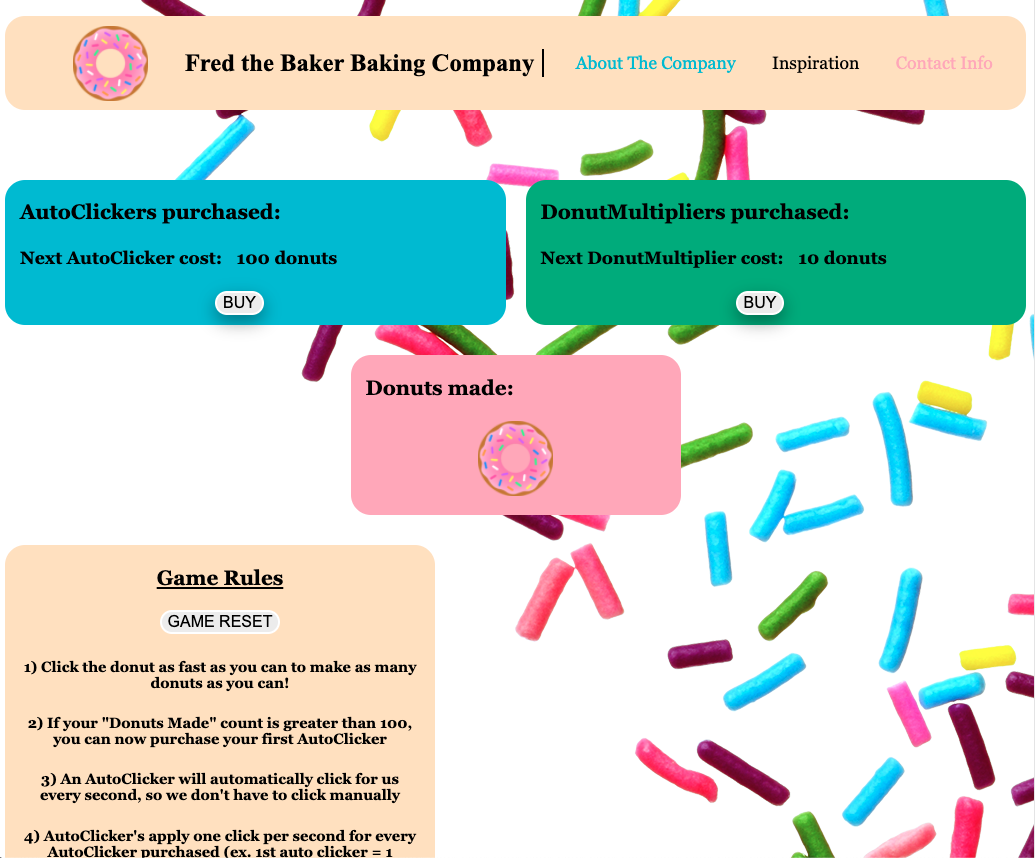 Fred the Baker Baking Company | About The Company Inspiration Contact Info
AutoClickers purchased:
Next AutoClicker cost: 100 donuts
BUY
DonutMultipliers purchased:
Next DonutMultiplier cost: 10 donuts
BUY
Donuts made:
Game Rules
GAME RESET
1) Click the donut as fast as you can to make as many
donuts as you can!
2) If your "Donuts Made" count is greater than 100,
you can now purchase your first AutoClicker
3) An AutoClicker will automatically click for us
every second, so we don't have to click manually
4) AutoClicker's apply one click per second for every
AutoClicker purchased (ex. 1st auto clicker = 1